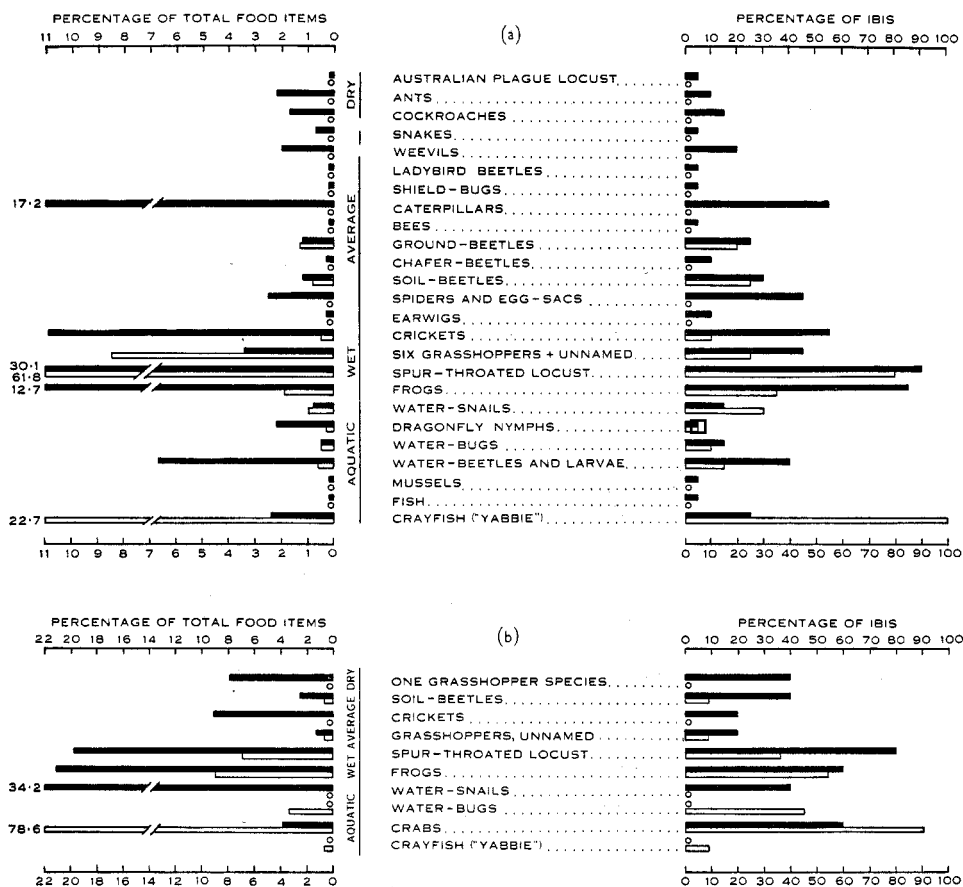 PERCENTAGE OF TOTAL FOOD ITEMS (a) PERCENTAGE OF IBIS
11 10 9 8 7 6 5 4 3 2 1 0 0 10 20 30 40 50 60 70 80 90 100
DRY
AUSTRALIAN PLAGUE LOCUST
ANTS
COCKROACHES
SNAKES
WEEVILS
AVERAGE
LADYBIRD BEETLES
SHIELD-BUGS
17·2 CATERPILLARS
BEES
GROUND-BEETLES
CHAFER-BEETLES
SOIL-BEETLES
SPIDERS AND EGG-SACS
EARWIGS
WET
CRICKETS
SIX GRASSHOPPERS + UNNAMED
30·1
61·8 SPUR-THROATED LOCUST
12·7 FROGS
AQUATIC
WATER-SNAILS
DRAGONFLY NYMPHS
WATER-BUGS
WATER-BEETLES AND LARVAE
MUSSELS
FISH
22·7 CRAYFISH ("YABBIE")
11 10 9 8 7 6 5 4 3 2 1 0 0 10 20 30 40 50 60 70 80 90 100
PERCENTAGE OF TOTAL FOOD ITEMS (b) PERCENTAGE OF IBIS
22 20 18 16 14 12 10 8 6 4 2 0 0 10 20 30 40 50 60 70 80 90 100
DRY
ONE GRASSHOPPER SPECIES
SOIL-BEETLES
AVERAGE
CRICKETS
GRASSHOPPERS, UNNAMED
WET
SPUR-THROATED LOCUST
FROGS
34·2 WATER-SNAILS
AQUATIC
WATER-BUGS
78·6 CRABS
CRAYFISH ("YABBIE")
22 20 18 16 14 12 10 8 6 4 2 0 0 10 20 30 40 50 60 70 80 90 100